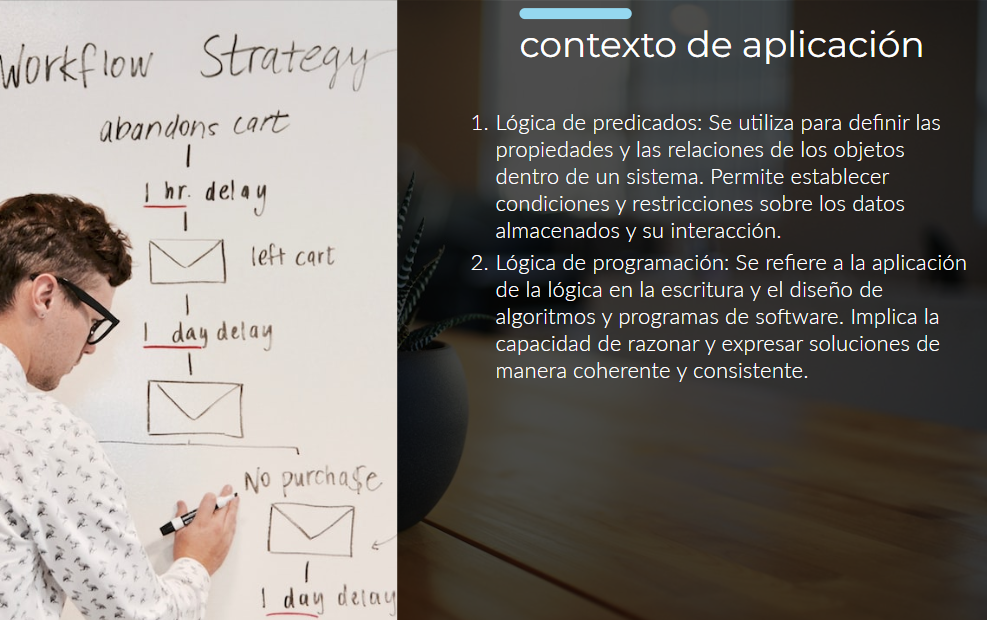 Workflow Strategy
abandons cart
1 hr. delay
left cart
1 day delay
No purchase
1 day delay
contexto de aplicación
1. Lógica de predicados: Se utiliza para definir las
propiedades y las relaciones de los objetos
dentro de un sistema. Permite establecer
condiciones y restricciones sobre los datos
almacenados y su interacción.
2. Lógica de programación: Se refiere a la aplicación
de la lógica en la escritura y el diseño de
algoritmos y programas de software. Implica la
capacidad de razonar y expresar soluciones de
manera coherente y consistente.